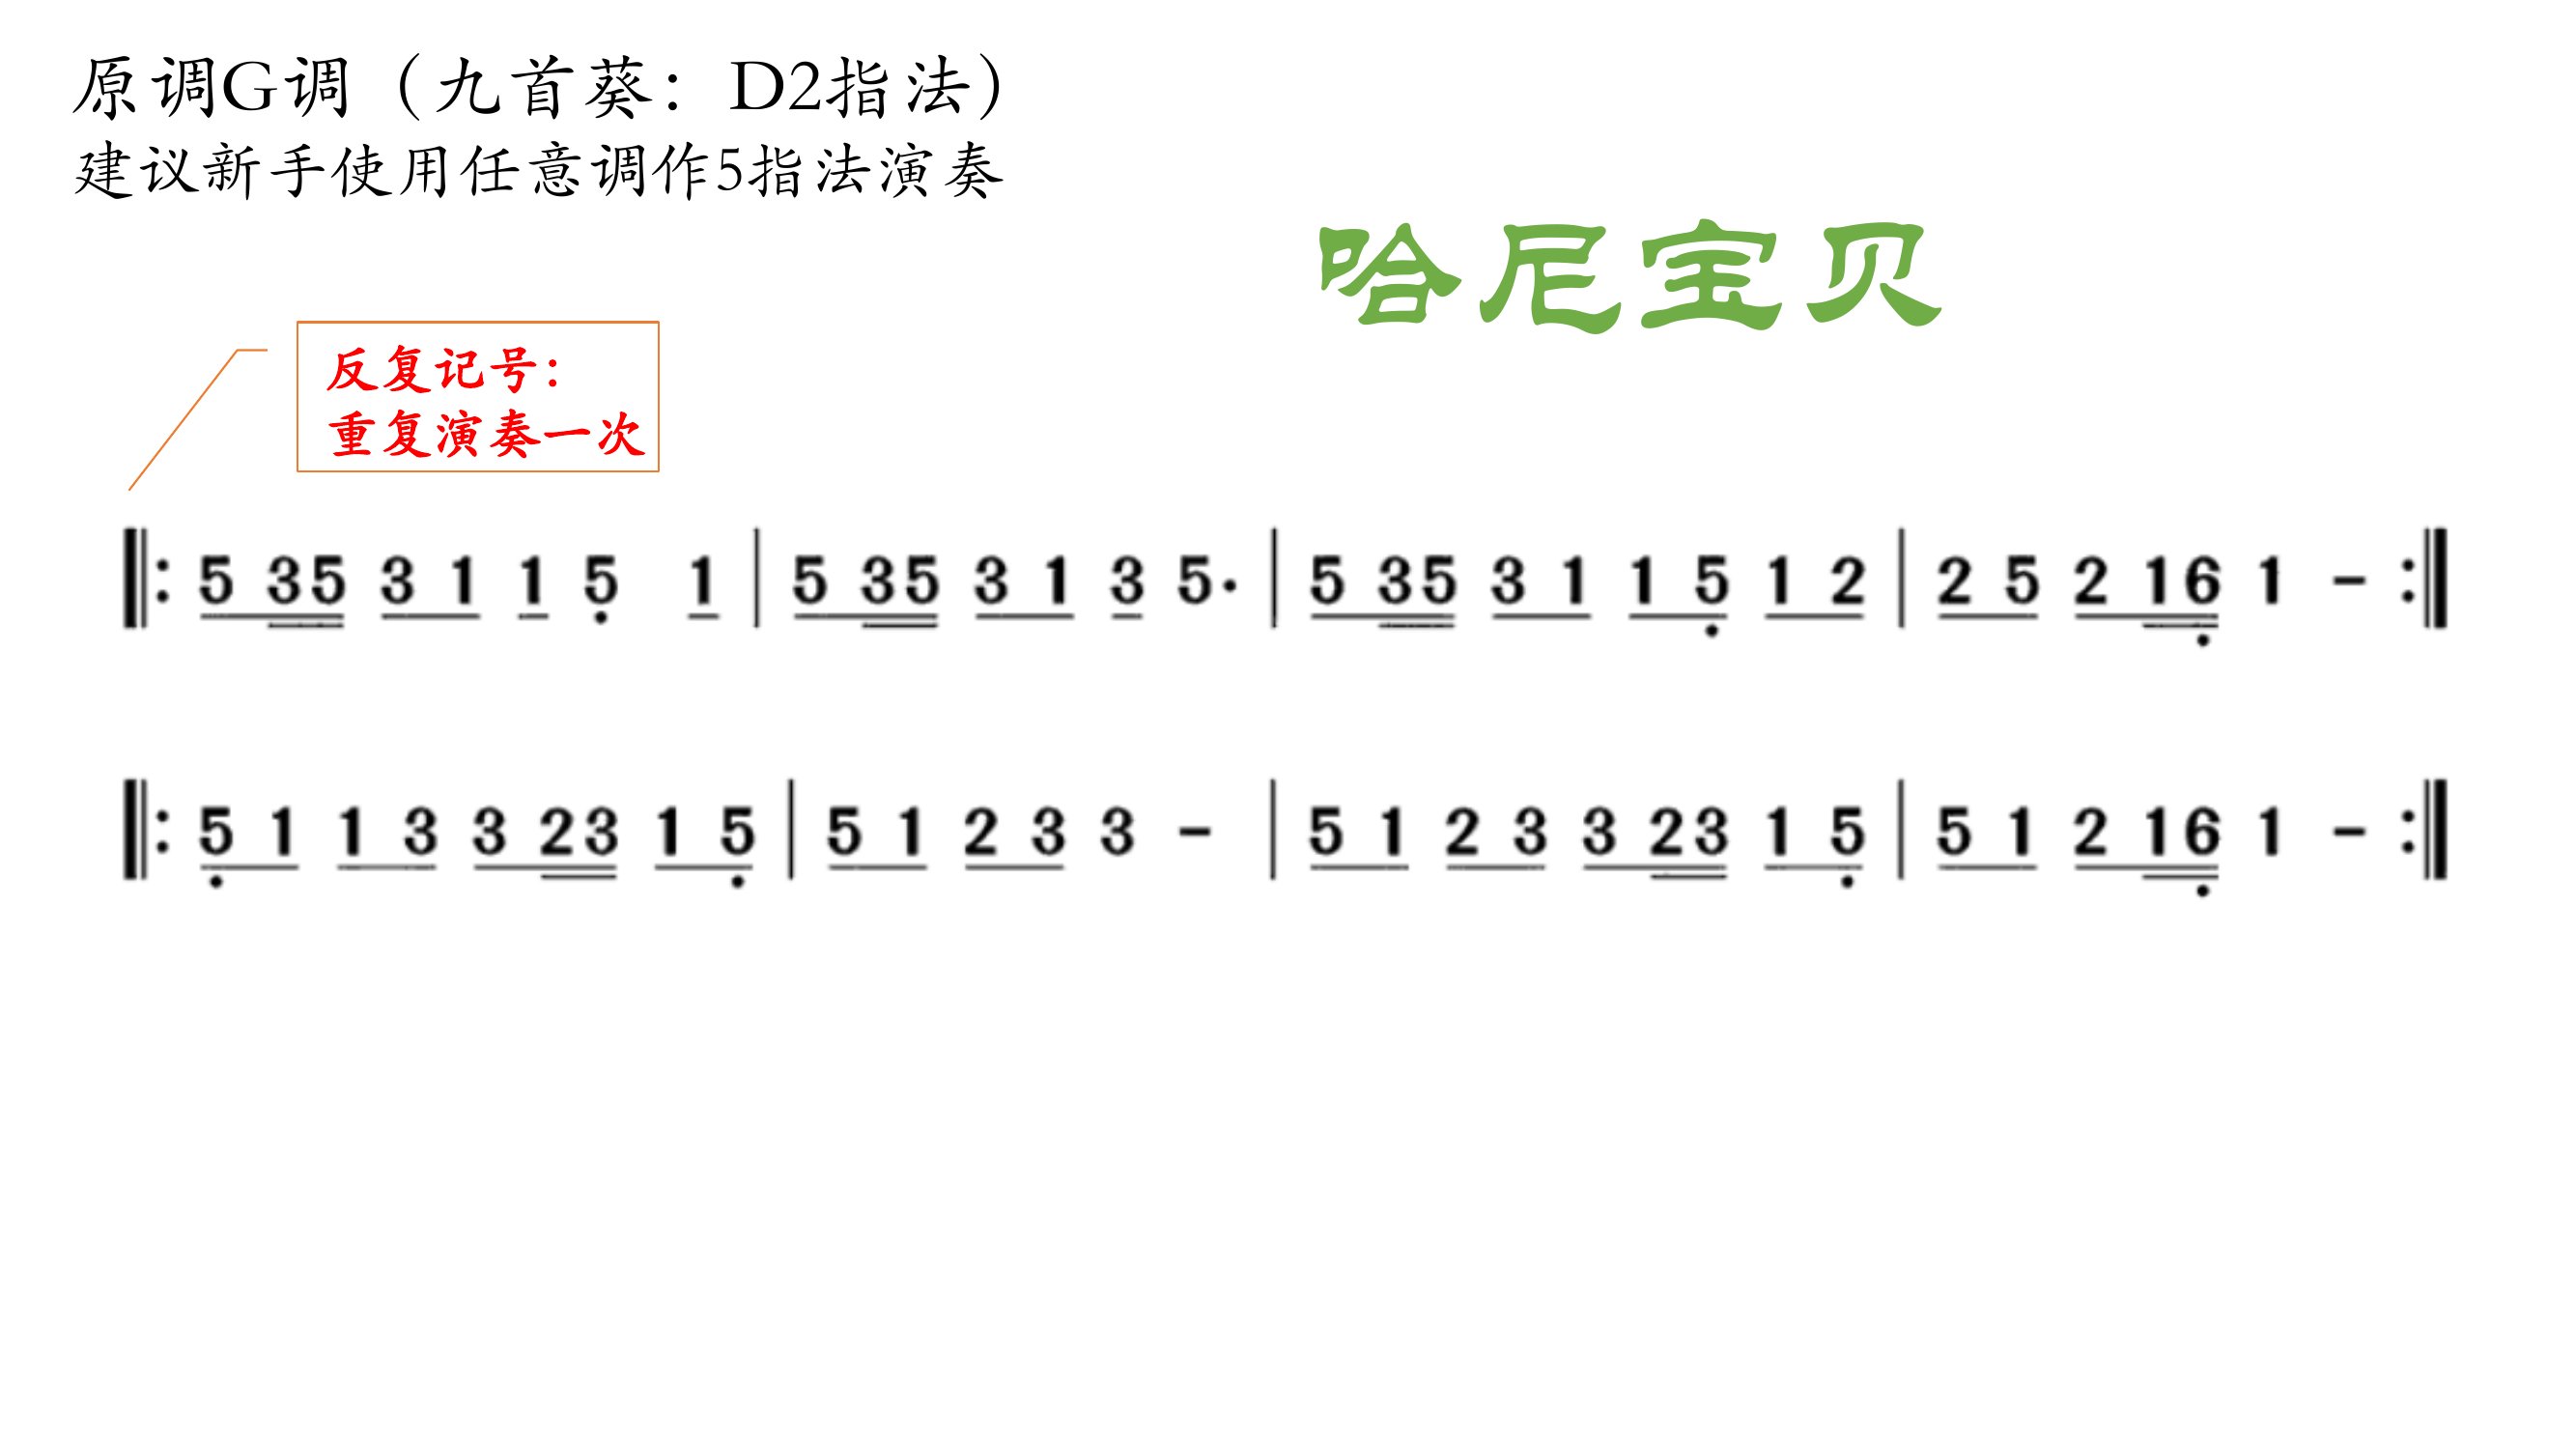 原调G调（九首葵：D2指法）
建议新手使用任意调作5指法演奏
哈尼宝贝
反复记号：
重复演奏一次
𝄆 5 35 3 1 1 5̣ 1 | 5 35 3 1 3 5· | 5 35 3 1 1 5̣ 1 2 | 2 5 2 16̣ 1 - 𝄇
𝄆 5̣ 1 1 3 3 23 1 5̣ | 5 1 2 3 3 - | 5 1 2 3 3 23 1 5̣ | 5 1 2 16̣ 1 - 𝄇